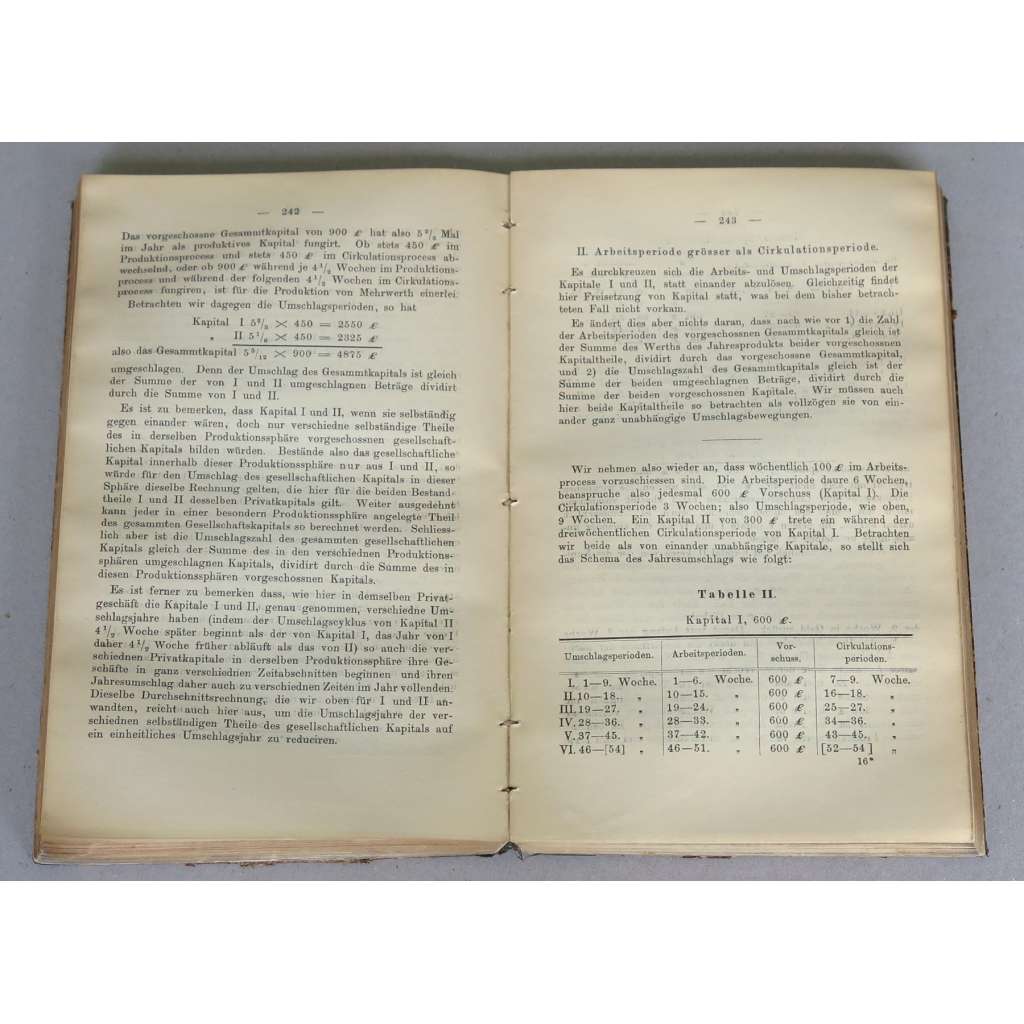 — 242 —
Das vorgeschossne Gesammtkapital von 900 £ hat also 5 2/3 Mal
im Jahr als produktives Kapital fungirt. Ob stets 450 £ im
Produktionsprocess und stets 450 £ im Cirkulationsprocess ab-
wechselnd, oder ob 900 £ während je 4 1/2 Wochen im Produktions-
process und während der folgenden 4 1/2 Wochen im Cirkulations-
process fungiren, ist für die Produktion von Mehrwerth einerlei.
Betrachten wir dagegen die Umschlagsperioden, so hat
Kapital I 5 2/3 × 450 = 2550 £
„ II 5 1/6 × 450 = 2325 £
also das Gesammtkapital 5 5/12 × 900 = 4875 £
umgeschlagen. Denn der Umschlag des Gesammtkapitals ist gleich
der Summe der von I und II umgeschlagnen Beträge dividirt
durch die Summe von I und II.
Es ist zu bemerken, dass Kapital I und II, wenn sie selbständig
gegen einander wären, doch nur verschiedne selbständige Theile
des in derselben Produktionssphäre vorgeschossnen gesellschaft-
lichen Kapitals bilden würden. Bestände also das gesellschaftliche
Kapital innerhalb dieser Produktionssphäre nur aus I und II, so
würde für den Umschlag des gesellschaftlichen Kapitals in dieser
Sphäre dieselbe Rechnung gelten, die hier für die beiden Bestand-
theile I und II desselben Privatkapitals gilt. Weiter ausgedehnt
kann jeder in einer besondern Produktionssphäre angelegte Theil
des gesammten Gesellschaftskapitals so berechnet werden. Schliess-
lich aber ist die Umschlagszahl des gesammten gesellschaftlichen
Kapitals gleich der Summe des in den verschiednen Produktions-
sphären umgeschlagnen Kapitals, dividirt durch die Summe des in
diesen Produktionssphären vorgeschossnen Kapitals.
Es ist ferner zu bemerken dass, wie hier in demselben Privat-
geschäft die Kapitale I und II, genau genommen, verschiedne Um-
schlagsjahre haben (indem der Umschlagscyklus von Kapital II
4 1/2 Woche später beginnt als der von Kapital I, das Jahr von I
daher 4 1/2 Woche früher abläuft als das von II) so auch die ver-
schiednen Privatkapitale in derselben Produktionssphäre ihre Ge-
schäfte in ganz verschiednen Zeitabschnitten beginnen und ihren
Jahresumschlag daher auch zu verschiednen Zeiten im Jahr vollenden.
Dieselbe Durchschnittsrechnung, die wir oben für I und II an-
wandten, reicht auch hier aus, um die Umschlagsjahre der ver-
schiednen selbständigen Theile des gesellschaftlichen Kapitals auf
ein einheitliches Umschlagsjahr zu reduciren.
— 243 —
II. Arbeitsperiode grösser als Cirkulationsperiode.
Es durchkreuzen sich die Arbeits- und Umschlagsperioden der
Kapitale I und II, statt einander abzulösen. Gleichzeitig findet
hier Freisetzung von Kapital statt, was bei dem bisher betrach-
teten Fall nicht vorkam.
Es ändert dies aber nichts daran, dass nach wie vor 1) die Zahl
der Arbeitsperioden des vorgeschossnen Gesammtkapitals gleich ist
der Summe des Werths des Jahresprodukts beider vorgeschossnen
Kapitaltheile, dividirt durch das vorgeschossne Gesammtkapital,
und 2) die Umschlagszahl des Gesammtkapitals gleich ist der
Summe der beiden umgeschlagnen Beträge, dividirt durch die
Summe der beiden vorgeschossnen Kapitale. Wir müssen auch
hier beide Kapitaltheile so betrachten als vollzögen sie von ein-
ander ganz unabhängige Umschlagsbewegungen.
Wir nehmen also wieder an, dass wöchentlich 100 £ im Arbeits-
process vorzuschiessen sind. Die Arbeitsperiode daure 6 Wochen,
beanspruche also jedesmal 600 £ Vorschuss (Kapital I). Die
Cirkulationsperiode 3 Wochen; also Umschlagsperiode, wie oben,
9 Wochen. Ein Kapital II von 300 £ trete ein während der
dreiwöchentlichen Cirkulationsperiode von Kapital I. Betrachten
wir beide als von einander unabhängige Kapitale, so stellt sich
das Schema des Jahresumschlags wie folgt:
Tabelle II.
Kapital I, 600 £.
Umschlagsperioden. Arbeitsperioden. Vor-schuss. Cirkulations-perioden.
I. 1—9. Woche. 1—6. Woche. 600 £ 7—9. Woche.
II. 10—18. „ 10—15. „ 600 £ 16—18. „
III. 19—27. „ 19—24. „ 600 £ 25—27. „
IV. 28—36. „ 28—33. „ 600 £ 34—36. „
V. 37—45. „ 37—42. „ 600 £ 43—45. „
VI. 46—[54] „ 46—51. „ 600 £ [52—54] „
16*